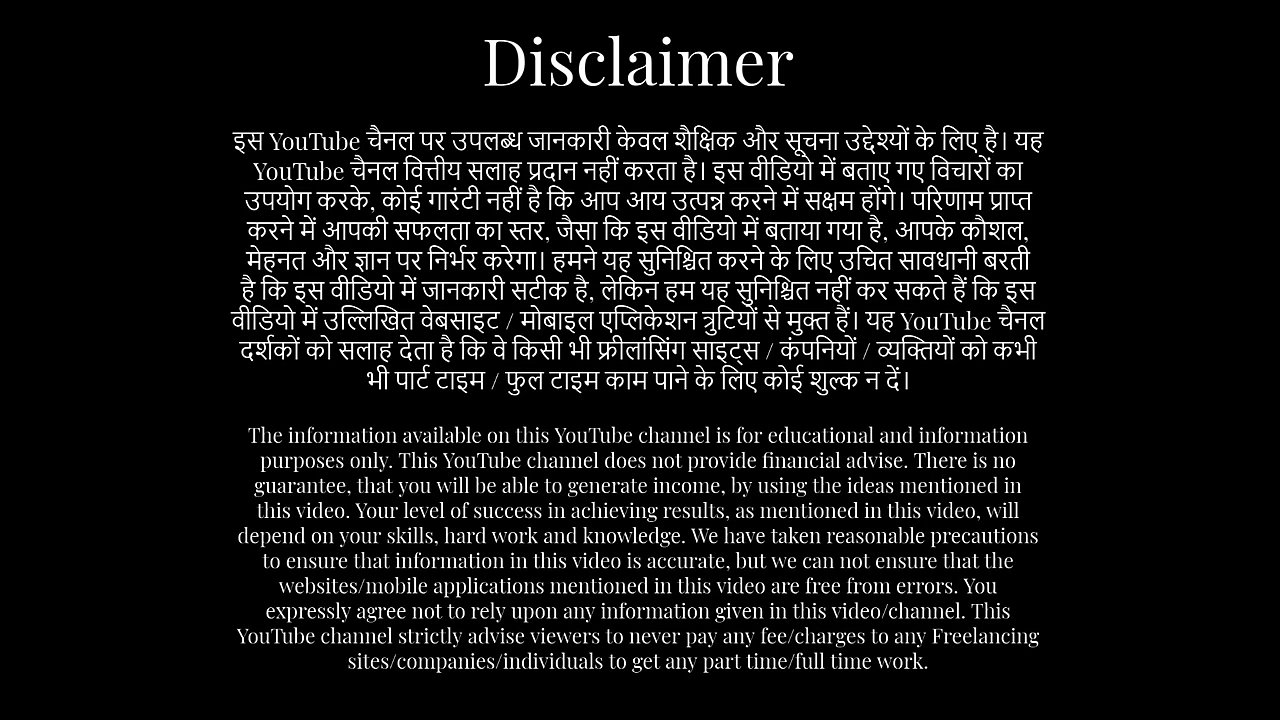 Disclaimer
इस YouTube चैनल पर उपलब्ध जानकारी केवल शैक्षिक और सूचना उद्देश्यों के लिए है। यह
YouTube चैनल वित्तीय सलाह प्रदान नहीं करता है। इस वीडियो में बताए गए विचारों का
उपयोग करके, कोई गारंटी नहीं है कि आप आय उत्पन्न करने में सक्षम होंगे। परिणाम प्राप्त
करने में आपकी सफलता का स्तर, जैसा कि इस वीडियो में बताया गया है, आपके कौशल,
मेहनत और ज्ञान पर निर्भर करेगा। हमने यह सुनिश्चित करने के लिए उचित सावधानी बरती
है कि इस वीडियो में जानकारी सटीक है, लेकिन हम यह सुनिश्चित नहीं कर सकते हैं कि इस
वीडियो में उल्लिखित वेबसाइट / मोबाइल एप्लिकेशन त्रुटियों से मुक्त हैं। यह YouTube चैनल
दर्शकों को सलाह देता है कि वे किसी भी फ्रीलांसिंग साइट्स / कंपनियों / व्यक्तियों को कभी
भी पार्ट टाइम / फुल टाइम काम पाने के लिए कोई शुल्क न दें।
The information available on this YouTube channel is for educational and information
purposes only. This YouTube channel does not provide financial advise. There is no
guarantee, that you will be able to generate income, by using the ideas mentioned in
this video. Your level of success in achieving results, as mentioned in this video, will
depend on your skills, hard work and knowledge. We have taken reasonable precautions
to ensure that information in this video is accurate, but we can not ensure that the
websites/mobile applications mentioned in this video are free from errors. You
expressly agree not to rely upon any information given in this video/channel. This
YouTube channel strictly advise viewers to never pay any fee/charges to any Freelancing
sites/companies/individuals to get any part time/full time work.